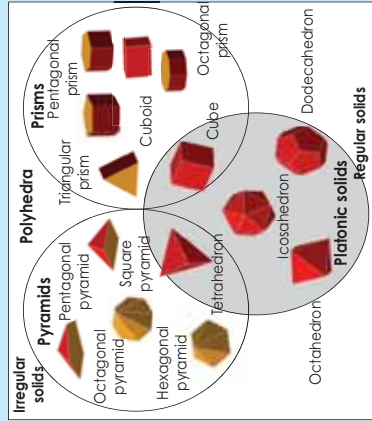 Polyhedra
Irregular
solids
Pyramids
Pentagonal
pyramid
Square
pyramid
Octagonal
pyramid
Hexagonal
pyramid
Tetrahedron
Prisms
Pentagonal
prism
Triangular
prism
Cuboid
Octagonal
prism
Cube
Icosahedron
Dodecahedron
Octahedron
Platonic solids
Regular solids